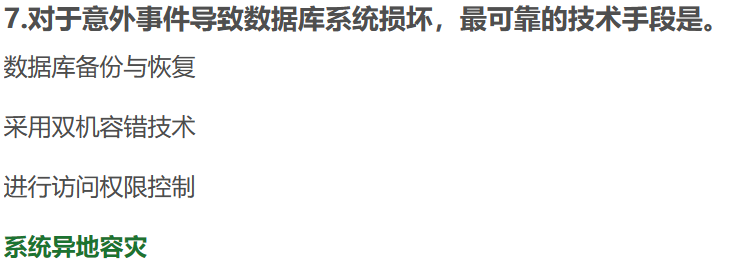 7.对于意外事件导致数据库系统损坏，最可靠的技术手段是。
数据库备份与恢复
采用双机容错技术
进行访问权限控制
系统异地容灾